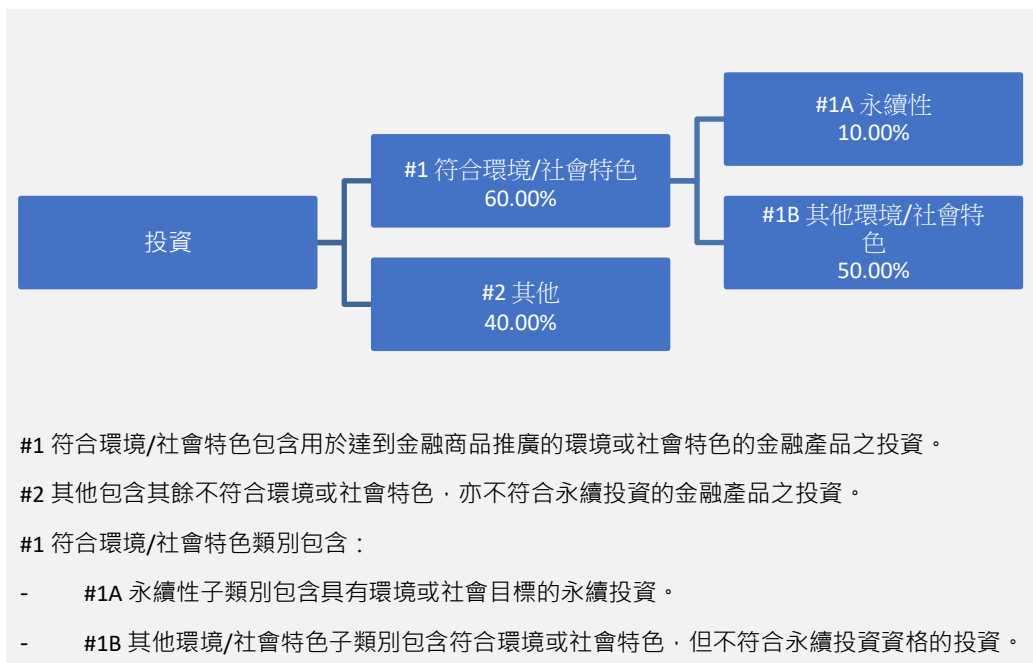 投資
#1 符合環境/社會特色
60.00%
#2 其他
40.00%
#1A 永續性
10.00%
#1B 其他環境/社會特
色
50.00%
#1 符合環境/社會特色包含用於達到金融商品推廣的環境或社會特色的金融產品之投資。
#2 其他包含其餘不符合環境或社會特色，亦不符合永續投資的金融產品之投資。
#1 符合環境/社會特色類別包含：
- #1A 永續性子類別包含具有環境或社會目標的永續投資。
- #1B 其他環境/社會特色子類別包含符合環境或社會特色，但不符合永續投資資格的投資。